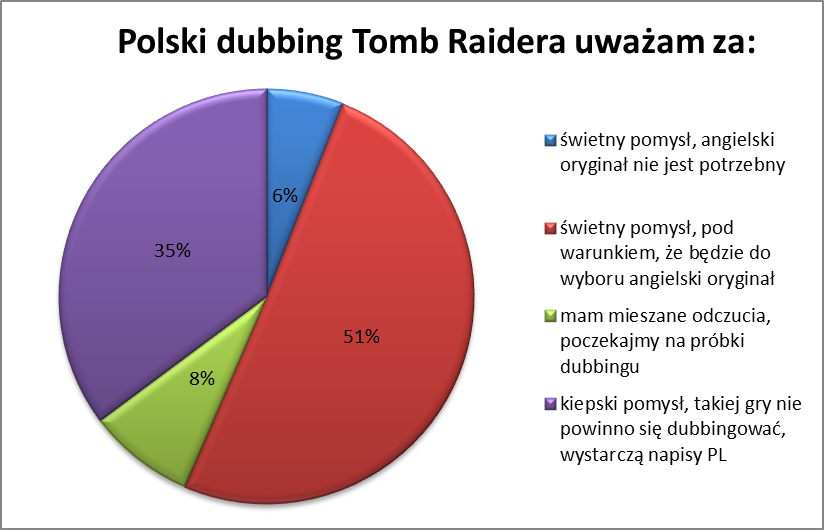 Polski dubbing Tomb Raidera uważam za:
6%
51%
8%
35%
świetny pomysł, angielski
oryginał nie jest potrzebny
świetny pomysł, pod
warunkiem, że będzie do
wyboru angielski oryginał
mam mieszane odczucia,
poczekajmy na próbki
dubbingu
kiepski pomysł, takiej gry nie
powinno się dubbingować,
wystarczą napisy PL